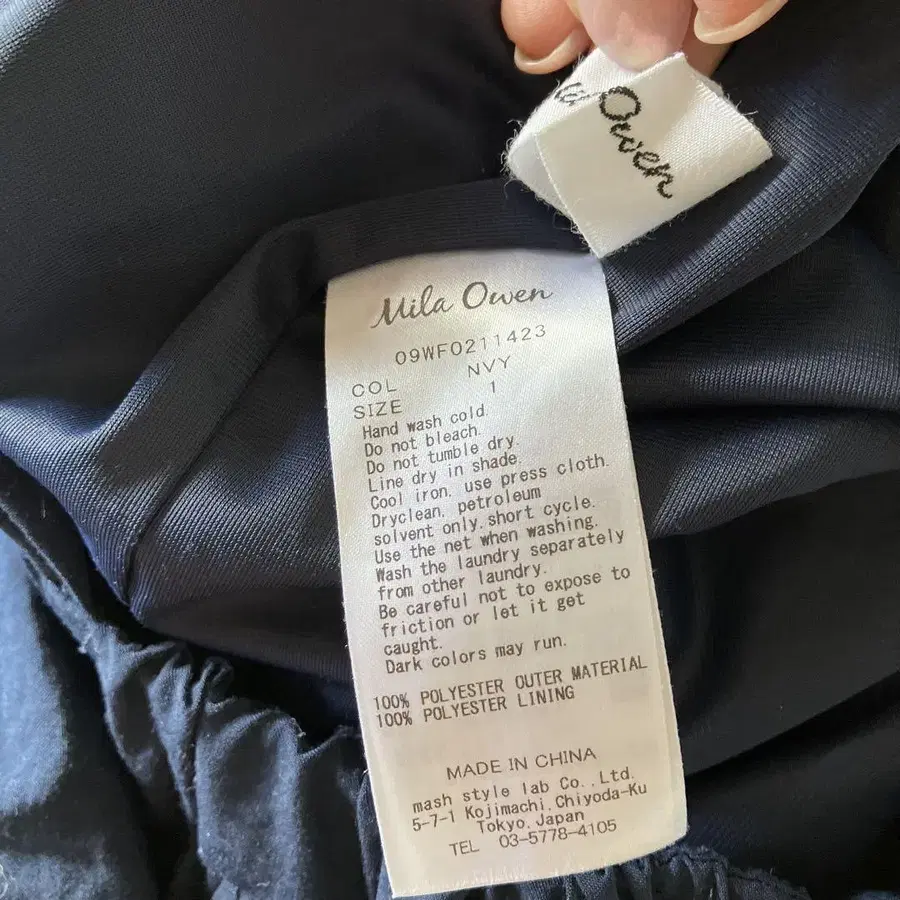 w Owen
Mila Owen
09WF0211423
COL NVY
SIZE 1
Hand wash cold.
Do not bleach.
Do not tumble dry.
Line dry in shade.
Cool iron, use press cloth.
Dryclean, petroleum
solvent only, short cycle.
Use the net when washing.
Wash the laundry separately
from other laundry.
Be careful not to expose to
friction or let it get
caught.
Dark colors may run.
100% POLYESTER OUTER MATERIAL
100% POLYESTER LINING
MADE IN CHINA
mash style lab Co., Ltd.
5-7-1 Kojimachi, Chiyoda-Ku
Tokyo, Japan
TEL 03-5778-4105